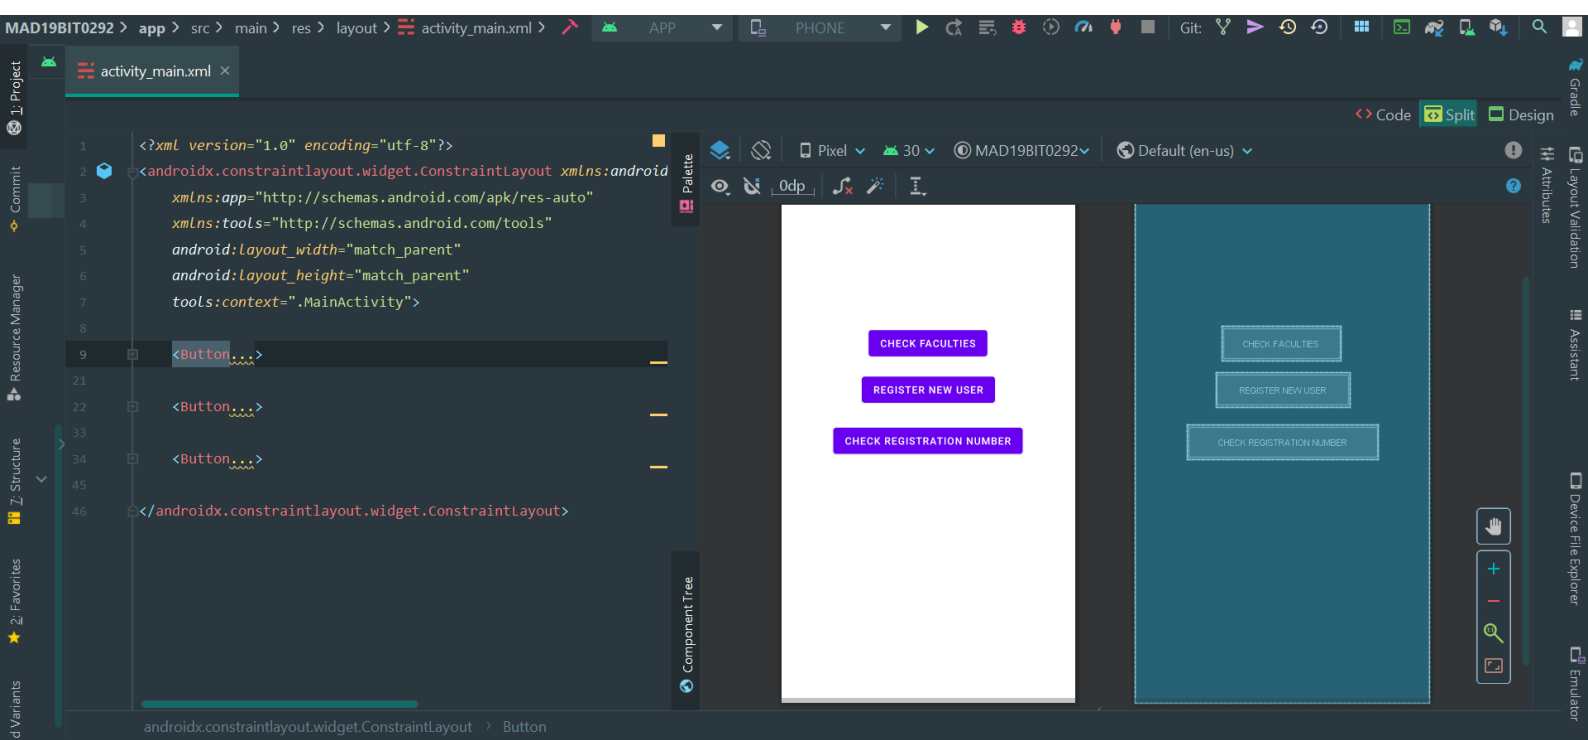 MAD19BIT0292 > app > src > main > res > layout > activity_main.xml > APP PHONE Git:
activity_main.xml ×
Code Split Design
1 <?xml version="1.0" encoding="utf-8"?>
2 <androidx.constraintlayout.widget.ConstraintLayout xmlns:android
3 xmlns:app="http://schemas.android.com/apk/res-auto"
4 xmlns:tools="http://schemas.android.com/tools"
5 android:layout_width="match_parent"
6 android:layout_height="match_parent"
7 tools:context=".MainActivity">
8
9 <Button...>
21
22 <Button...>
33
34 <Button...>
45
46 </androidx.constraintlayout.widget.ConstraintLayout>
androidx.constraintlayout.widget.ConstraintLayout > Button
1: Project
Commit
Resource Manager
7: Structure
2: Favorites
d Variants
Palette
Component Tree
Pixel 30 MAD19BIT0292 Default (en-us)
0dp
CHECK FACULTIES
REGISTER NEW USER
CHECK REGISTRATION NUMBER
CHECK FACULTIES
REGISTER NEW USER
CHECK REGISTRATION NUMBER
Attributes
Gradle
Layout Validation
Assistant
Device File Explorer
Emulator